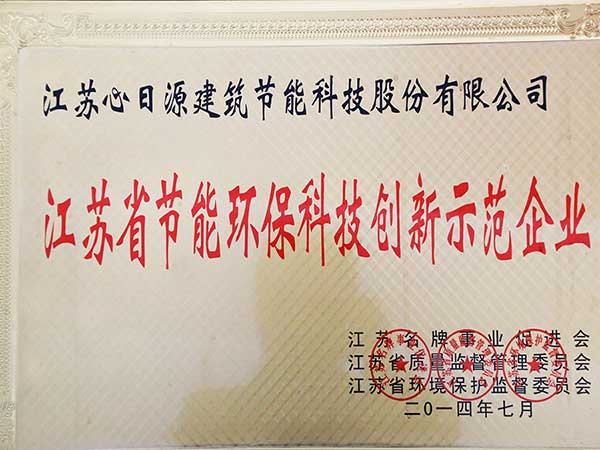 江苏心日源建筑节能科技股份有限公司
江苏省节能环保科技创新示范企业
江苏名牌事业促进会
江苏省质量监督管理委员会
江苏省环境保护监督委员会
二〇一四年七月